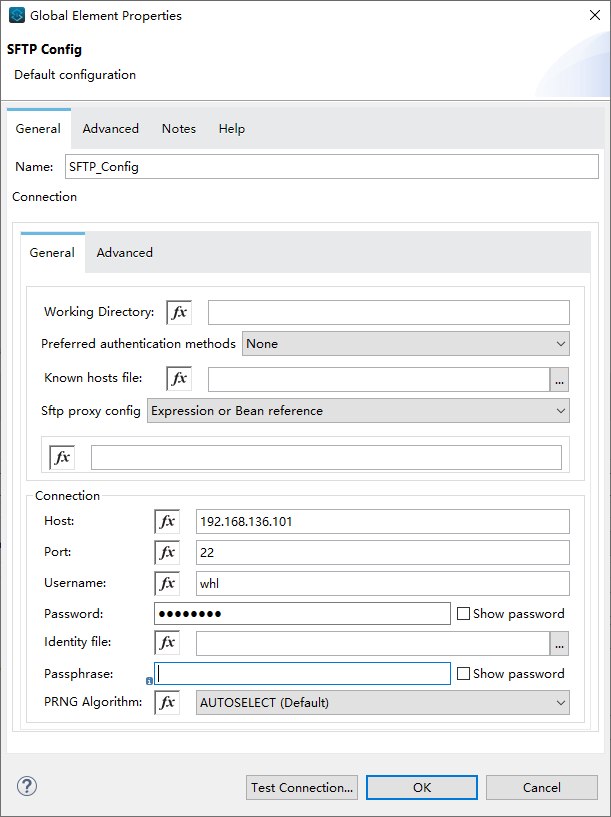 Global Element Properties
SFTP Config
Default configuration
General Advanced Notes Help
Name: SFTP_Config
Connection
General Advanced
Working Directory: fx
Preferred authentication methods None
Known hosts file: fx ...
Sftp proxy config Expression or Bean reference
fx
Connection
Host: fx 192.168.136.101
Port: fx 22
Username: fx whl
Password: ●●●●●●●● Show password
Identity file: fx ...
Passphrase: Show password
PRNG Algorithm: fx AUTOSELECT (Default)
? Test Connection... OK Cancel